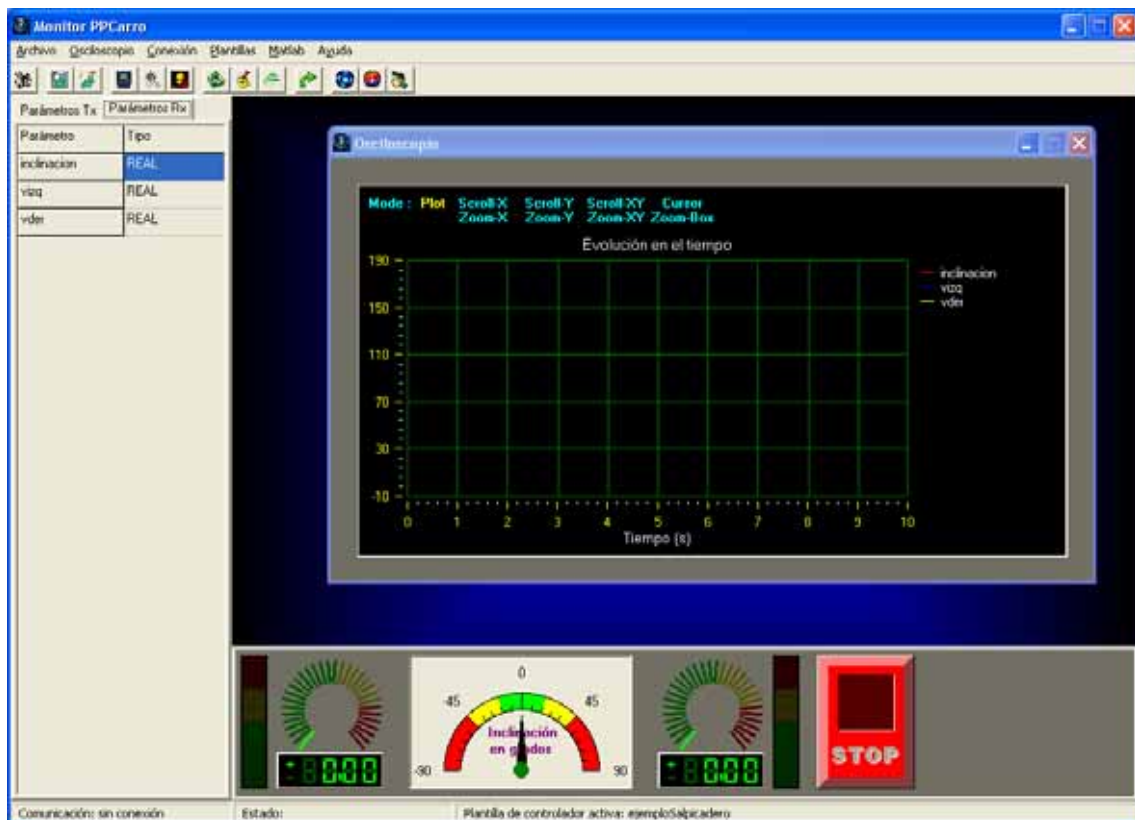 Monitor PPCarro
Archivo Osciloscopio Conexión Plantillas Matlab Ayuda
Parámetros Tx Parámetros Rx
Parámetro Tipo
inclinacion REAL
vizq REAL
vder REAL
Osciloscopio
Mode : Plot Scroll-X Scroll-Y Scroll-XY Cursor
Zoom-X Zoom-Y Zoom-XY Zoom-Box
Evolución en el tiempo
190
150
110
70
30
-10
0 1 2 3 4 5 6 7 8 9 10
Tiempo (s)
inclinacion
vizq
vder
0
-45 45
Inclinación
en grados
-90 90
0.00
0.00
STOP
Comunicación: sin conexión Estado: Plantilla de controlador activa: ejemploSalpicadero